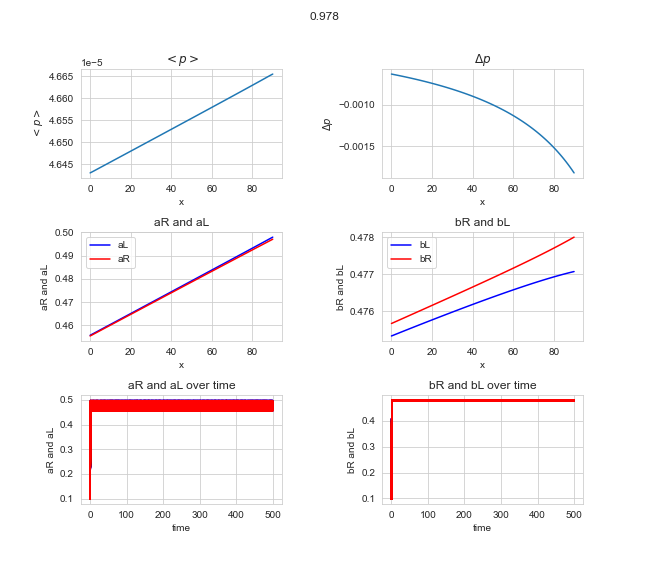 0.978
< p >
1e−5
4.665
4.660
4.655
4.650
4.645
< p >
0 20 40 60 80
x
Δp
−0.0010
−0.0015
Δp
0 20 40 60 80
x
aR and aL
0.50
0.49
0.48
0.47
0.46
aR and aL
aL
aR
0 20 40 60 80
x
bR and bL
0.478
0.477
0.476
bR and bL
bL
bR
0 20 40 60 80
x
aR and aL over time
0.5
0.4
0.3
0.2
0.1
aR and aL
0 100 200 300 400 500
time
bR and bL over time
0.4
0.3
0.2
0.1
bR and bL
0 100 200 300 400 500
time